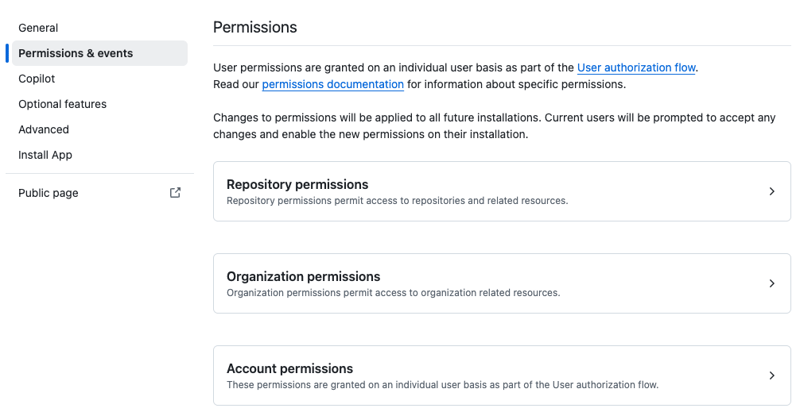 General
Permissions & events
Copilot
Optional features
Advanced
Install App
Public page
Permissions
User permissions are granted on an individual user basis as part of the User authorization flow.
Read our permissions documentation for information about specific permissions.
Changes to permissions will be applied to all future installations. Current users will be prompted to accept any
changes and enable the new permissions on their installation.
Repository permissions
Repository permissions permit access to repositories and related resources.
Organization permissions
Organization permissions permit access to organization related resources.
Account permissions
These permissions are granted on an individual user basis as part of the User authorization flow.